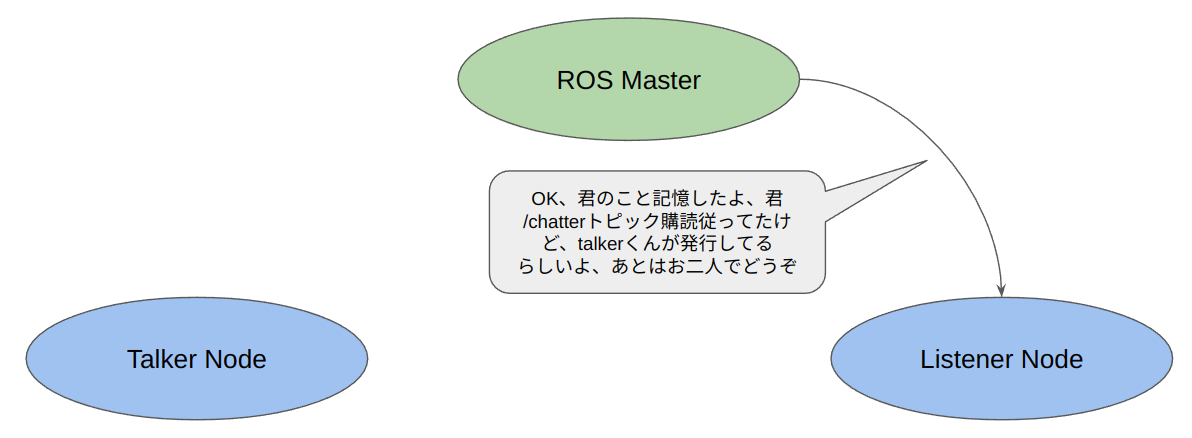 ROS Master
OK、君のこと記憶したよ、君
/chatterトピック購読従ってたけ
ど、talkerくんが発行してる
らしいよ、あとはお二人でどうぞ
Talker Node
Listener Node